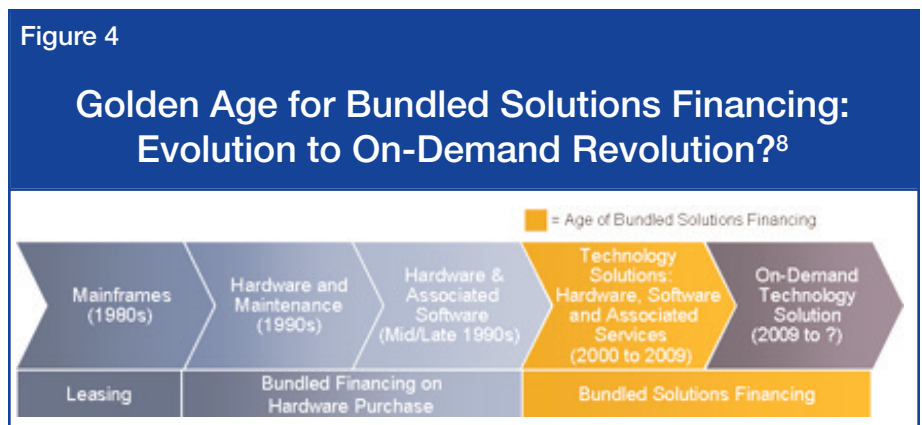 Figure 4
Golden Age for Bundled Solutions Financing:
Evolution to On-Demand Revolution?⁸
= Age of Bundled Solutions Financing
Mainframes
(1980s)
Hardware and
Maintenance
(1990s)
Hardware &
Associated
Software
(Mid/Late 1990s)
Technology
Solutions:
Hardware, Software
and Associated
Services
(2000 to 2009)
On-Demand
Technology
Solution
(2009 to ?)
Leasing
Bundled Financing on
Hardware Purchase
Bundled Solutions Financing